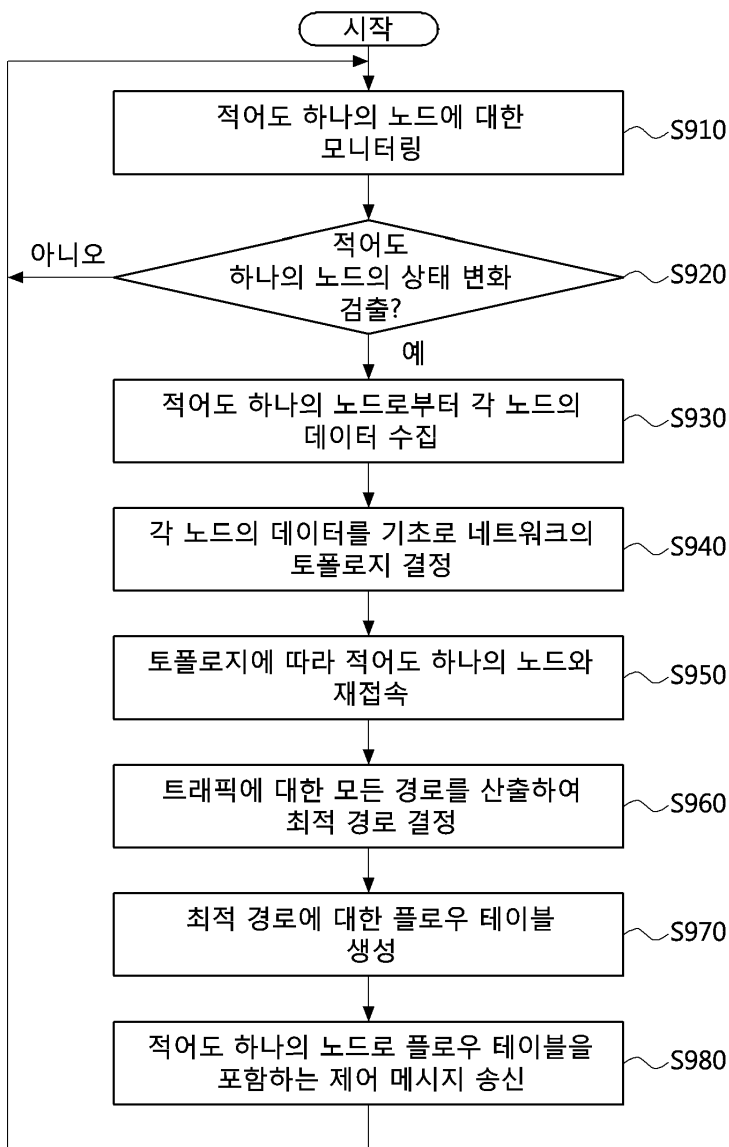 시작
적어도 하나의 노드에 대한
모니터링
S910
아니오
적어도
하나의 노드의 상태 변화
검출?
S920
예
적어도 하나의 노드로부터 각 노드의
데이터 수집
S930
각 노드의 데이터를 기초로 네트워크의
토폴로지 결정
S940
토폴로지에 따라 적어도 하나의 노드와
재접속
S950
트래픽에 대한 모든 경로를 산출하여
최적 경로 결정
S960
최적 경로에 대한 플로우 테이블
생성
S970
적어도 하나의 노드로 플로우 테이블을
포함하는 제어 메시지 송신
S980